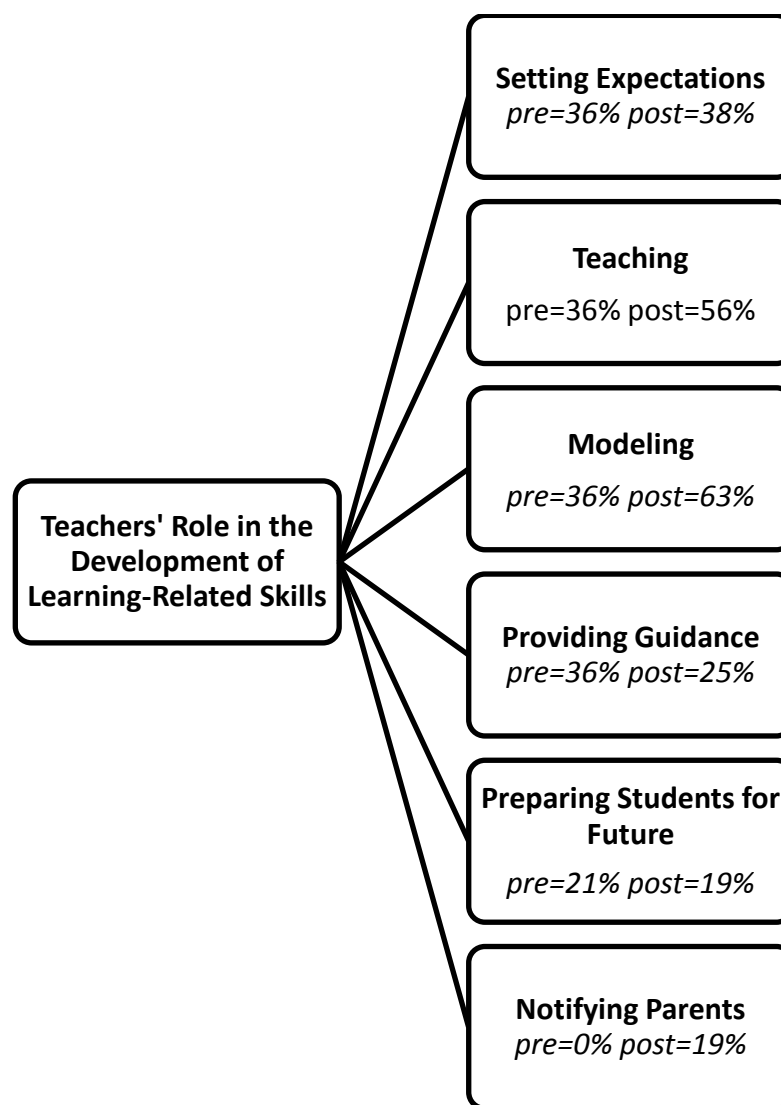 Setting Expectations
pre=36% post=38%
Teaching
pre=36% post=56%
Modeling
pre=36% post=63%
Teachers' Role in the
Development of
Learning-Related Skills
Providing Guidance
pre=36% post=25%
Preparing Students for
Future
pre=21% post=19%
Notifying Parents
pre=0% post=19%